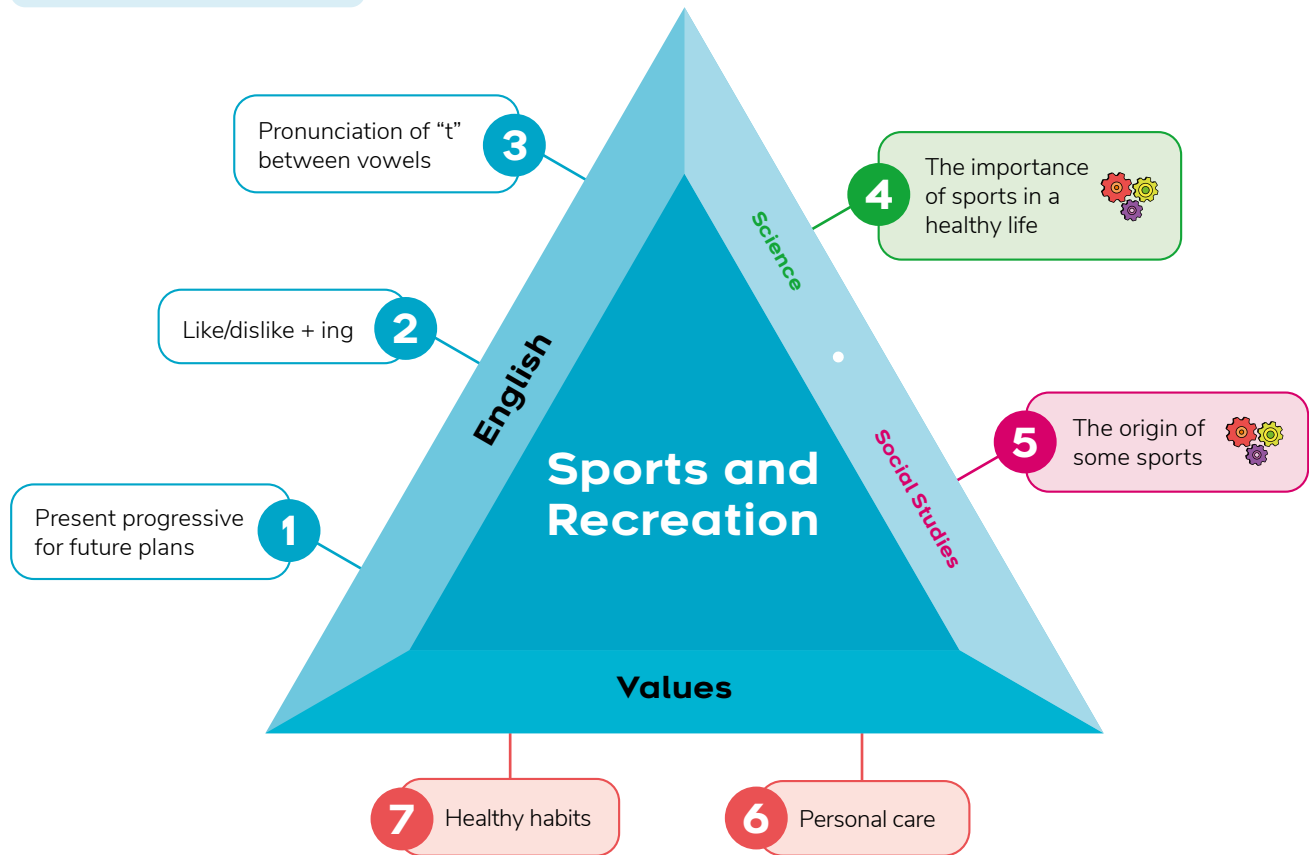 3
Pronunciation of “t”
between vowels
4
The importance
of sports in a
healthy life
Science
2
Like/dislike + ing
English
5
The origin of
some sports
Social Studies
Sports and
Recreation
1
Present progressive
for future plans
Values
7
Healthy habits
6
Personal care